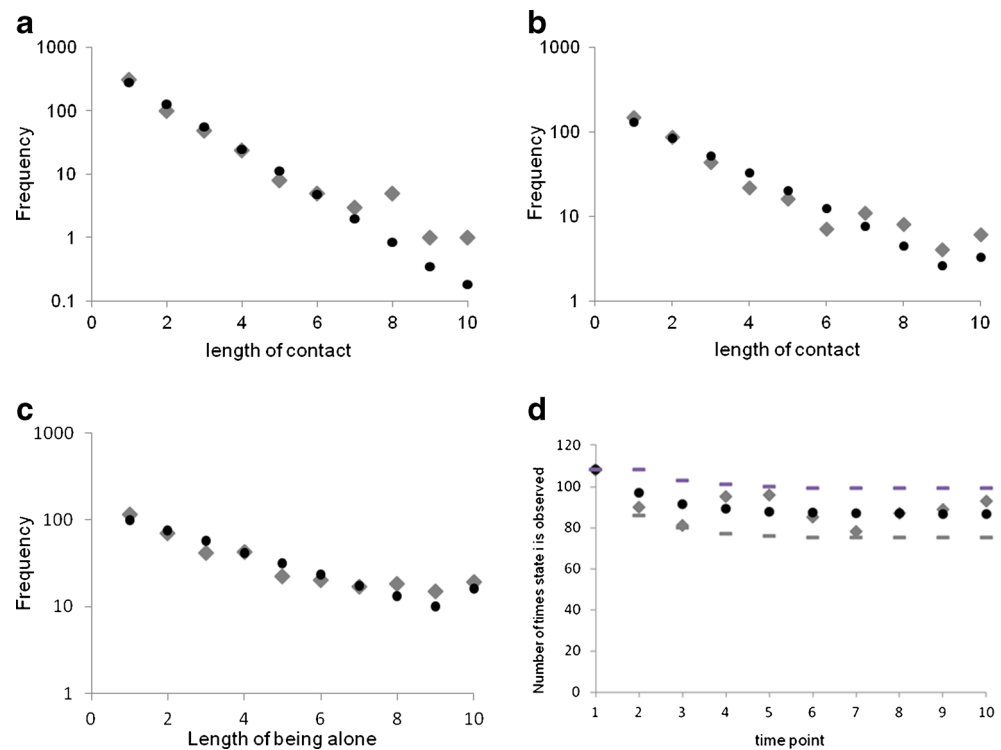 a
1000
100
10
1
0.1
Frequency
0 2 4 6 8 10
length of contact
b
1000
100
10
1
Frequency
0 2 4 6 8 10
length of contact
c
1000
100
10
1
Frequency
0 2 4 6 8 10
Length of being alone
d
120
100
80
60
40
20
0
Number of times state i is observed
1 2 3 4 5 6 7 8 9 10
time point